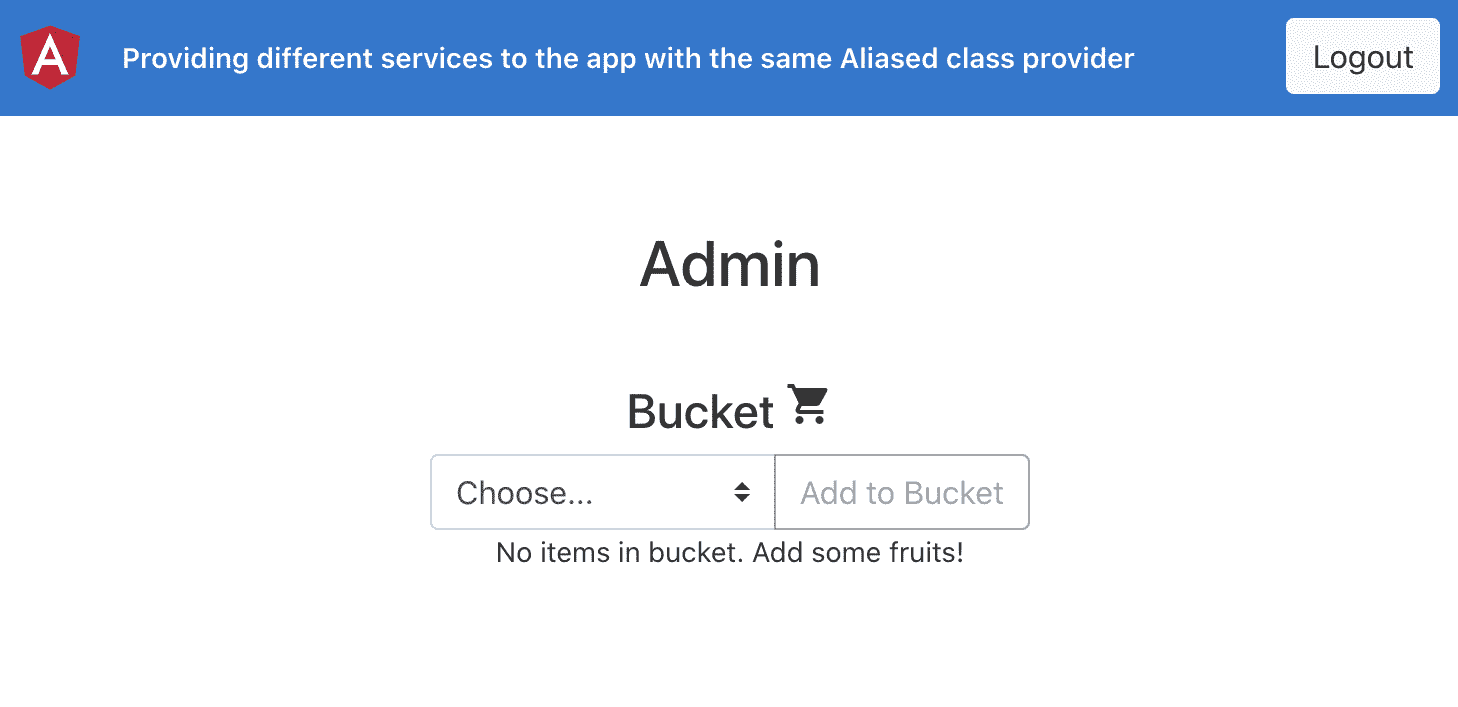 Providing different services to the app with the same Aliased class provider
Logout
Admin
Bucket
Choose...
Add to Bucket
No items in bucket. Add some fruits!